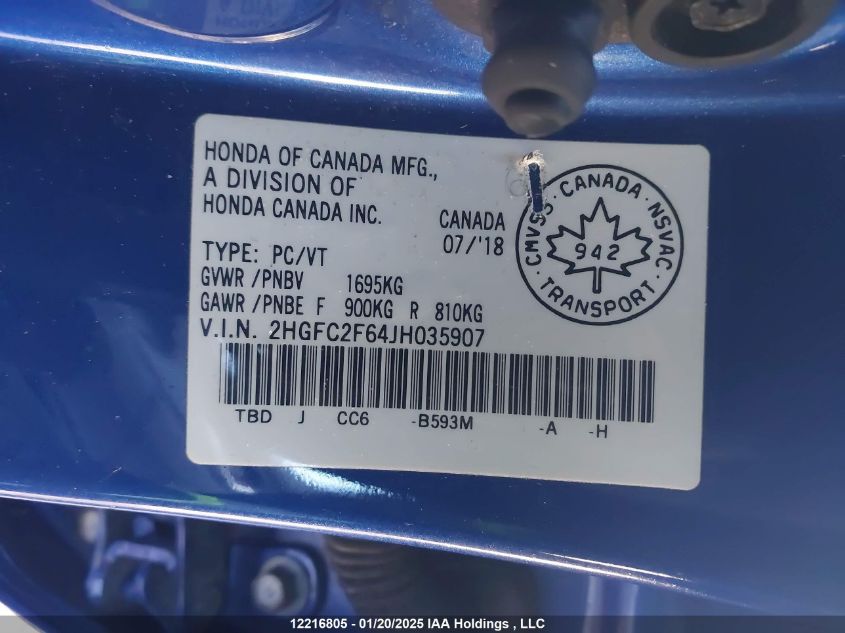 HONDA OF CANADA MFG.,
A DIVISION OF
HONDA CANADA INC.
CANADA
07/'18
TYPE: PC/VT
GVWR /PNBV 1695KG
GAWR /PNBE F 900KG R 810KG
V.I.N. 2HGFC2F64JH035907
TBD J CC6 -B593M -A -H
CMVSS · CANADA · NSVAC
942
TRANSPORT
12216805 - 01/20/2025 IAA Holdings , LLC